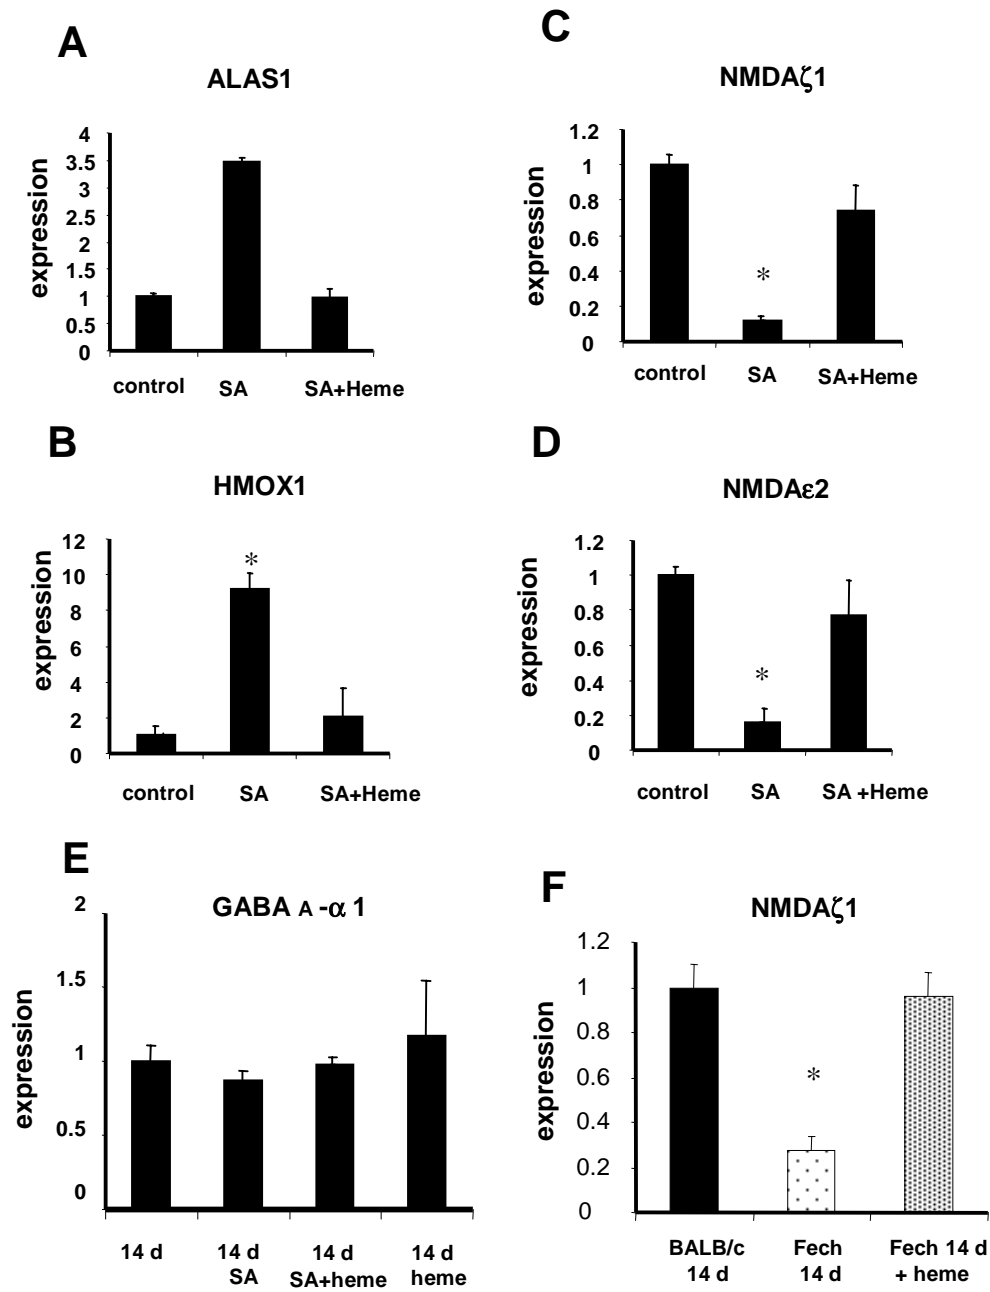 A
ALAS1
expression
4
3.5
3
2.5
2
1.5
1
0.5
0
control SA SA+Heme
B
HMOX1
expression
12
10
8
6
4
2
0
*
control SA SA+Heme
C
NMDAζ1
expression
1.2
1
0.8
0.6
0.4
0.2
0
*
control SA SA+Heme
D
NMDAε2
expression
1.2
1
0.8
0.6
0.4
0.2
0
*
control SA SA +Heme
E
GABA A -α 1
expression
2
1.5
1
0.5
0
14 d 14 d 14 d 14 d
SA SA+heme heme
F
NMDAζ1
expression
1.2
1
0.8
0.6
0.4
0.2
0
*
BALB/c Fech Fech 14 d
14 d 14 d + heme